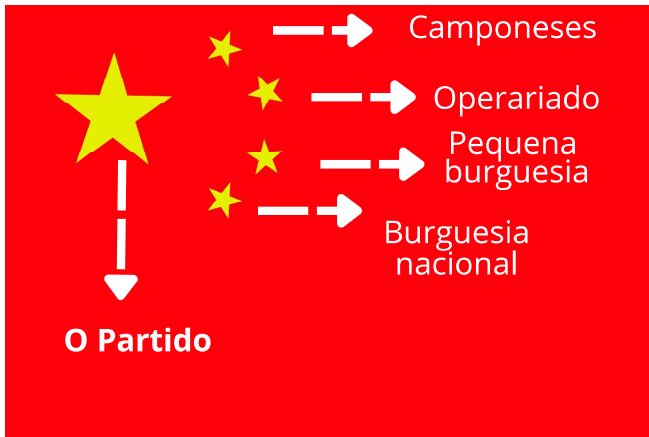 Camponeses
Operariado
Pequena
burguesia
Burguesia
nacional
O Partido